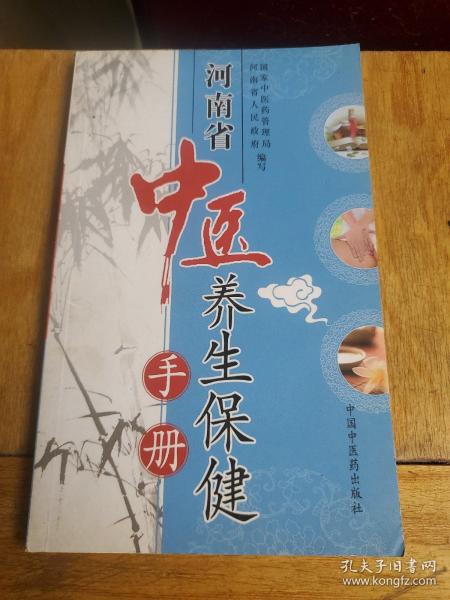 河南省
中医
养生保健
手册
国家中医药管理局
河南省人民政府
编写
中国中医药出版社
孔夫子旧书网
www.kongfz.com